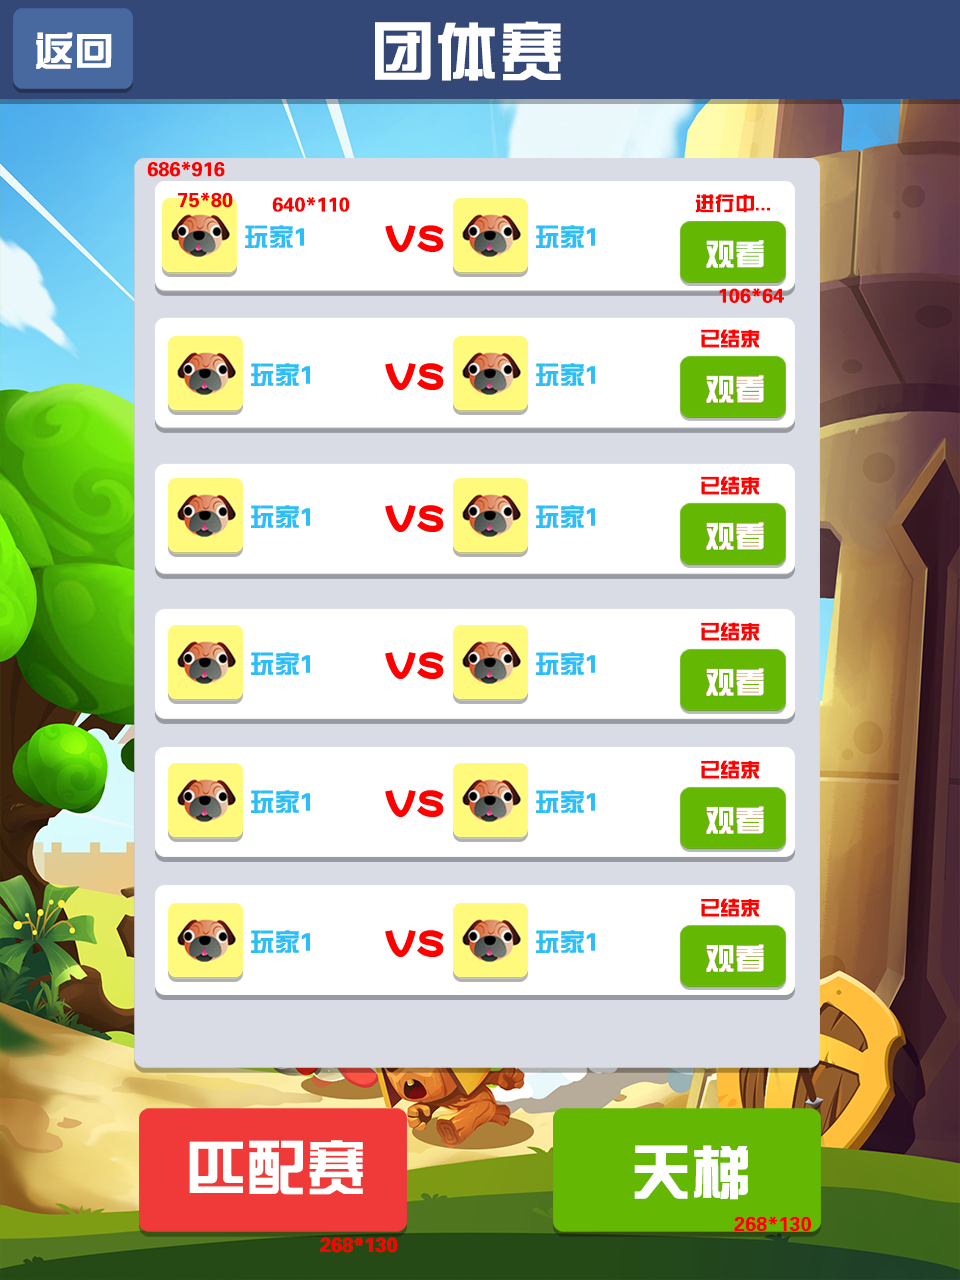 返回
团体赛
686*916
75*80
640*110
进行中...
玩家1
VS
玩家1
观看
106*64
已结束
玩家1
VS
玩家1
观看
已结束
玩家1
VS
玩家1
观看
已结束
玩家1
VS
玩家1
观看
已结束
玩家1
VS
玩家1
观看
已结束
玩家1
VS
玩家1
观看
匹配赛
天梯
268*130
268*130